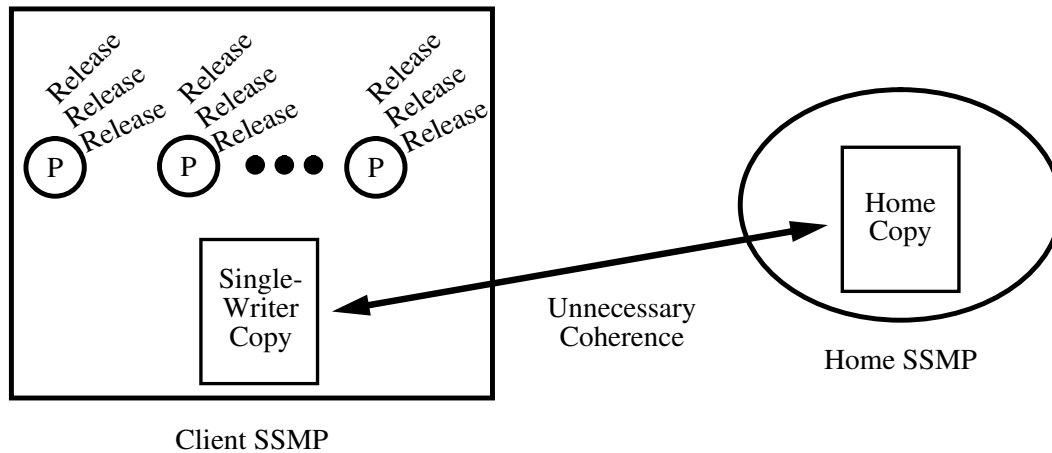 Release
Release
Release
P
Release
Release
Release
P
Release
Release
Release
P
Single-
Writer
Copy
Client SSMP
Unnecessary
Coherence
Home
Copy
Home SSMP